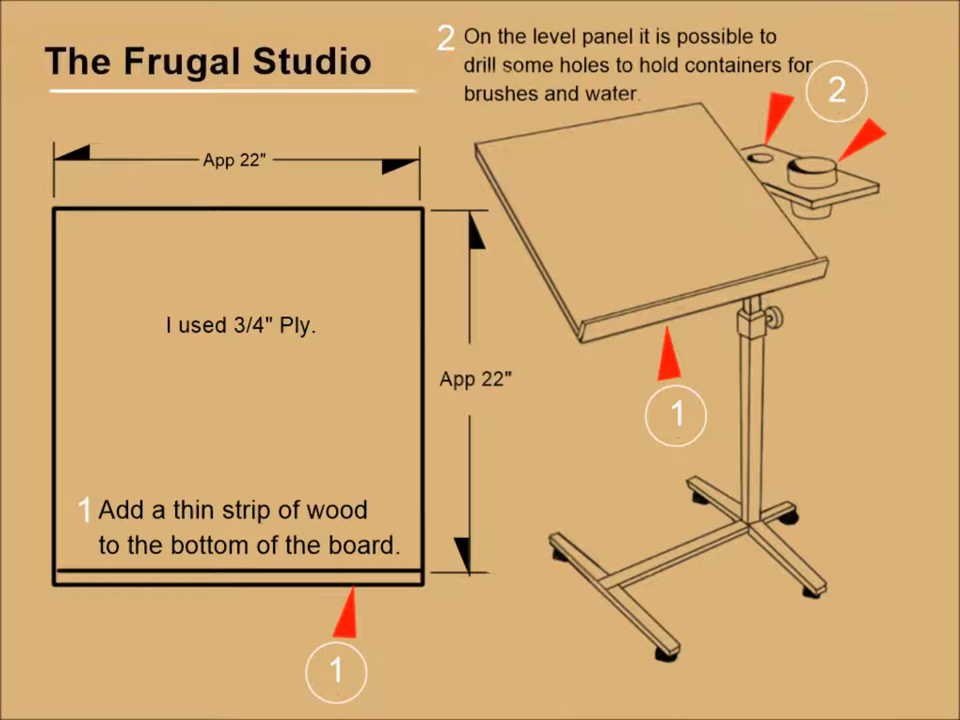 The Frugal Studio
2 On the level panel it is possible to
drill some holes to hold containers for
brushes and water.
2
App 22"
I used 3/4" Ply.
App 22"
1
1 Add a thin strip of wood
to the bottom of the board.
1